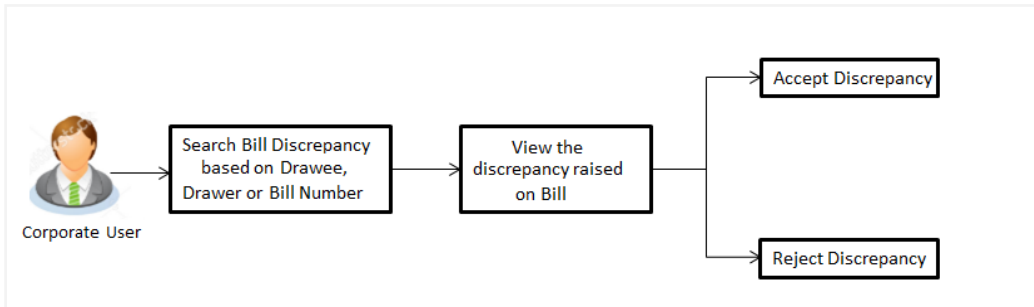 Accept Discrepancy
Search Bill Discrepancy
based on Drawee,
Drawer or Bill Number
View the
discrepancy raised
on Bill
Corporate User
Reject Discrepancy